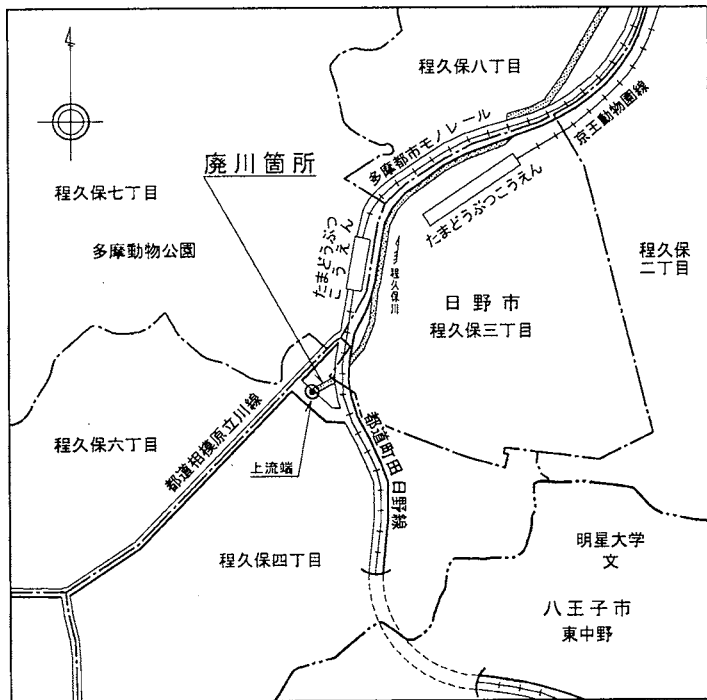 程久保八丁目
多摩都市モノレール
京王動物園線
廃川箇所
程久保七丁目
多摩動物公園
たまどうぶつ
こうえん
たまどうぶつこうえん
程久保
二丁目
程久保川
日野市
程久保三丁目
都道相模原立川線
程久保六丁目
上流端
都道町田日野線
程久保四丁目
明星大学
文
八王子市
東中野